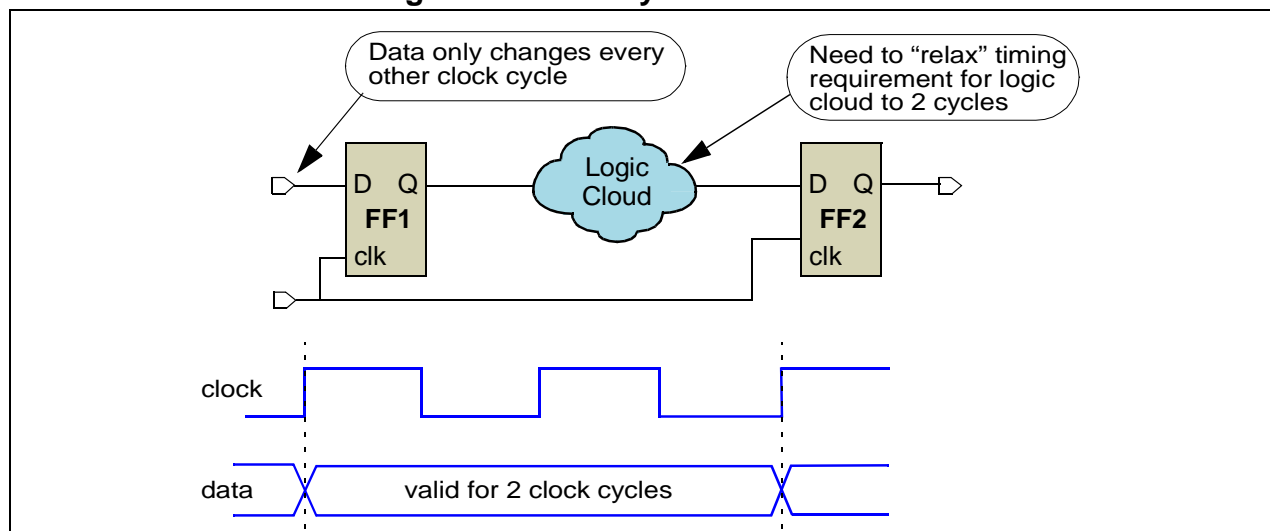 Data only changes every
other clock cycle
Need to “relax” timing
requirement for logic
cloud to 2 cycles
D Q
FF1
clk
Logic
Cloud
D Q
FF2
clk
clock
data
valid for 2 clock cycles